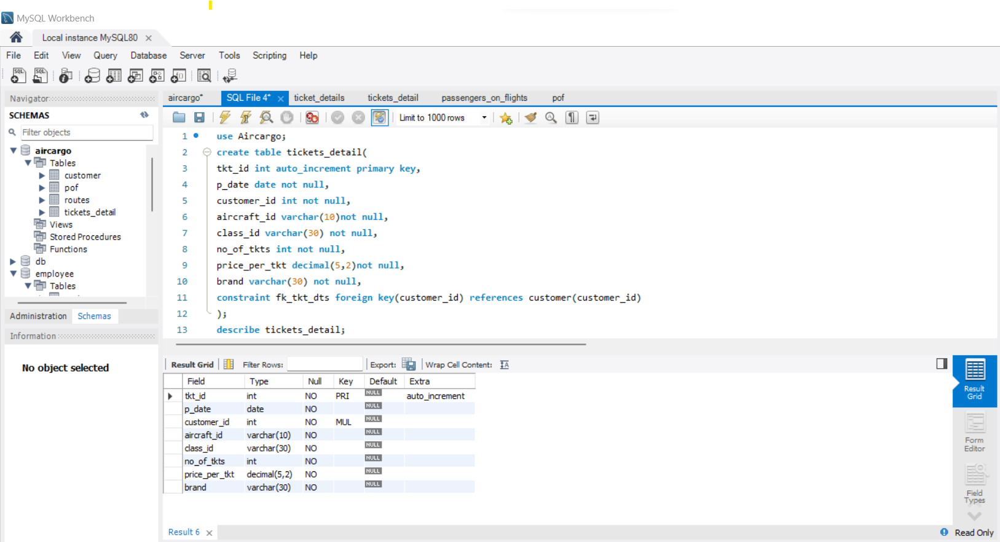 MySQL Workbench
Local instance MySQL80
File Edit View Query Database Server Tools Scripting Help
Navigator
SCHEMAS
Filter objects
aircargo
Tables
customer
pof
routes
tickets_detail
Views
Stored Procedures
Functions
db
employee
Tables
Administration Schemas
Information
No object selected
aircargo* SQL File 4* ticket_details tickets_detail passengers_on_flights pof
Limit to 1000 rows
1 use Aircargo;
2 create table tickets_detail(
3 tkt_id int auto_increment primary key,
4 p_date date not null,
5 customer_id int not null,
6 aircraft_id varchar(10)not null,
7 class_id varchar(30) not null,
8 no_of_tkts int not null,
9 price_per_tkt decimal(5,2)not null,
10 brand varchar(30) not null,
11 constraint fk_tkt_dts foreign key(customer_id) references customer(customer_id)
12 );
13 describe tickets_detail;
Result Grid Filter Rows: Export: Wrap Cell Content:
Field Type Null Key Default Extra
tkt_id int NO PRI NULL auto_increment
p_date date NO NULL
customer_id int NO MUL NULL
aircraft_id varchar(10) NO NULL
class_id varchar(30) NO NULL
no_of_tkts int NO NULL
price_per_tkt decimal(5,2) NO NULL
brand varchar(30) NO NULL
Result
Grid
Form
Editor
Field
Types
Result 6
Read Only